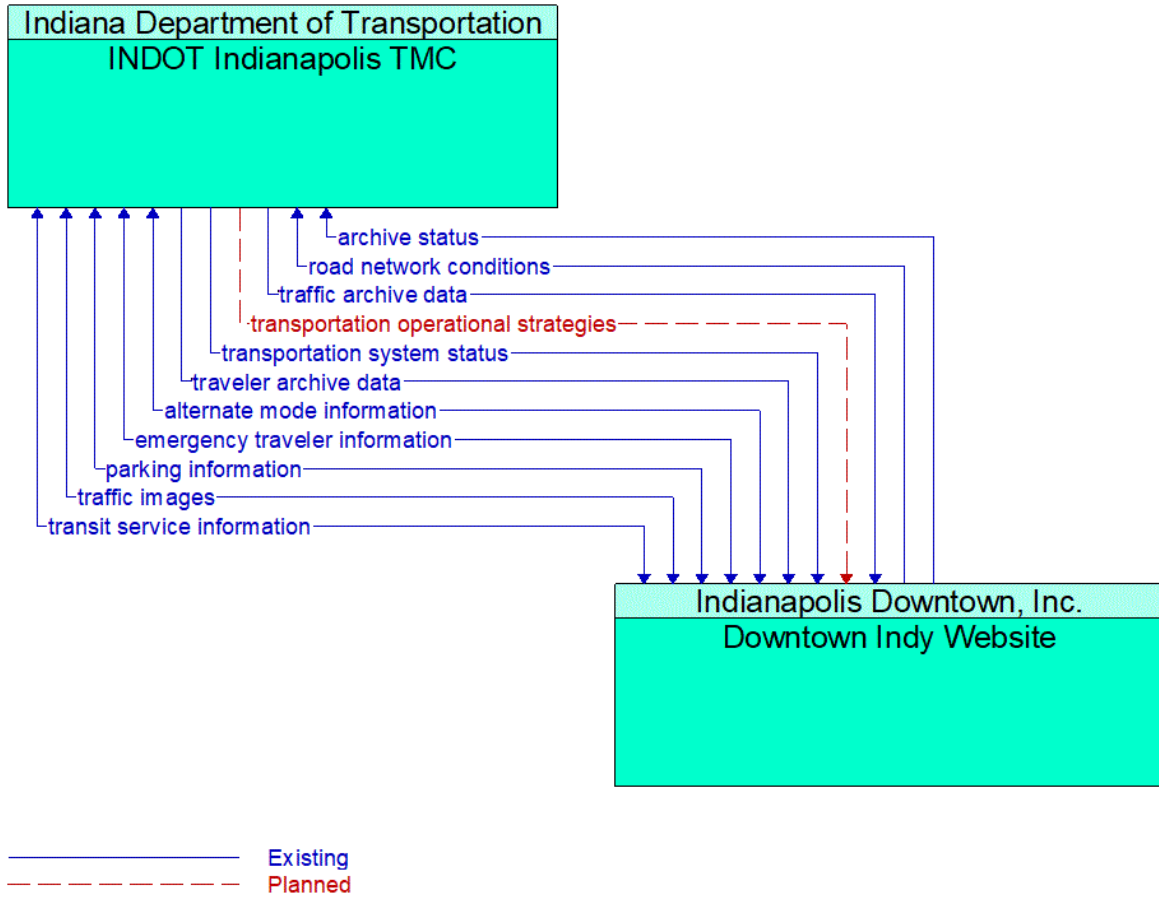 Indiana Department of Transportation
INDOT Indianapolis TMC
archive status
road network conditions
traffic archive data
transportation operational strategies
transportation system status
traveler archive data
alternate mode information
emergency traveler information
parking information
traffic images
transit service information
Indianapolis Downtown, Inc.
Downtown Indy Website
Existing
Planned